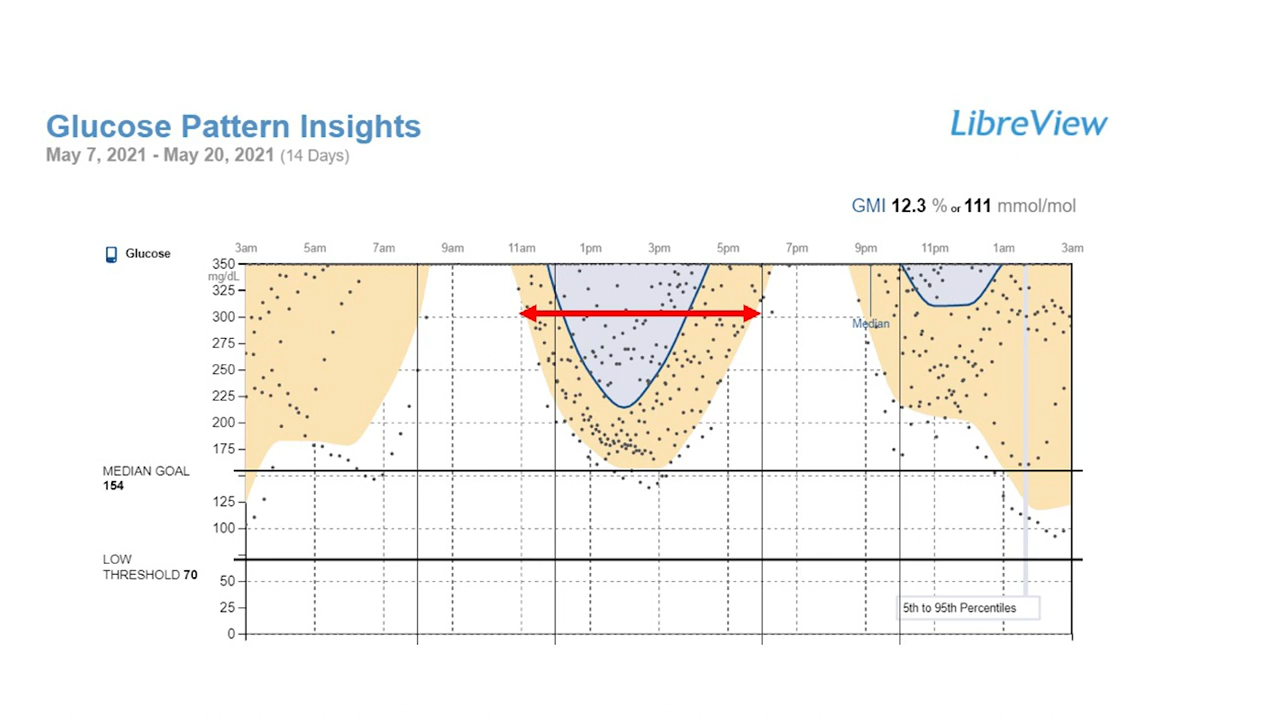 Glucose Pattern Insights
LibreView
May 7, 2021 - May 20, 2021 (14 Days)
GMI 12.3 % or 111 mmol/mol
Glucose
3am 5am 7am 9am 11am 1pm 3pm 5pm 7pm 9pm 11pm 1am 3am
350
mg/dL
325
300
Median
275
250
225
200
175
MEDIAN GOAL
154
125
100
LOW
THRESHOLD 70
50
25
5th to 95th Percentiles
0